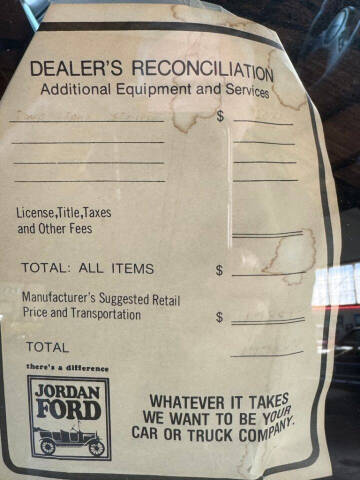 DEALER'S RECONCILIATION
Additional Equipment and Services
$
License,Title,Taxes
and Other Fees
TOTAL: ALL ITEMS $
Manufacturer's Suggested Retail
Price and Transportation $
TOTAL
there's a difference
JORDAN
FORD
WHATEVER IT TAKES
WE WANT TO BE YOUR
CAR OR TRUCK COMPANY.